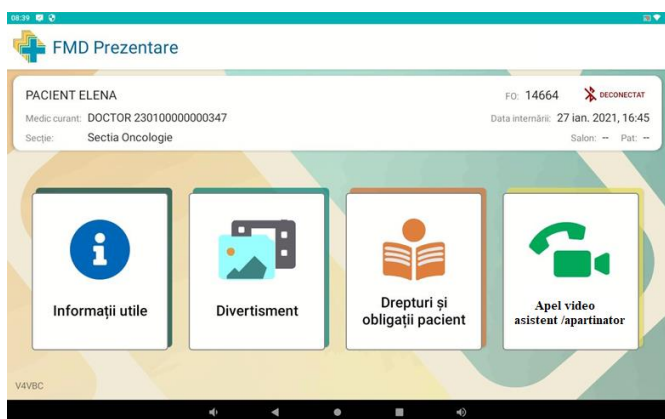 08:39
FMD Prezentare
PACIENT ELENA
FO: 14664 DECONECTAT
Medic curant: DOCTOR 230100000000347
Data internării: 27 ian. 2021, 16:45
Secție: Sectia Oncologie
Salon: -- Pat: --
Informații utile
Divertisment
Drepturi și
obligații pacient
Apel video
asistent /apartinator
V4VBC